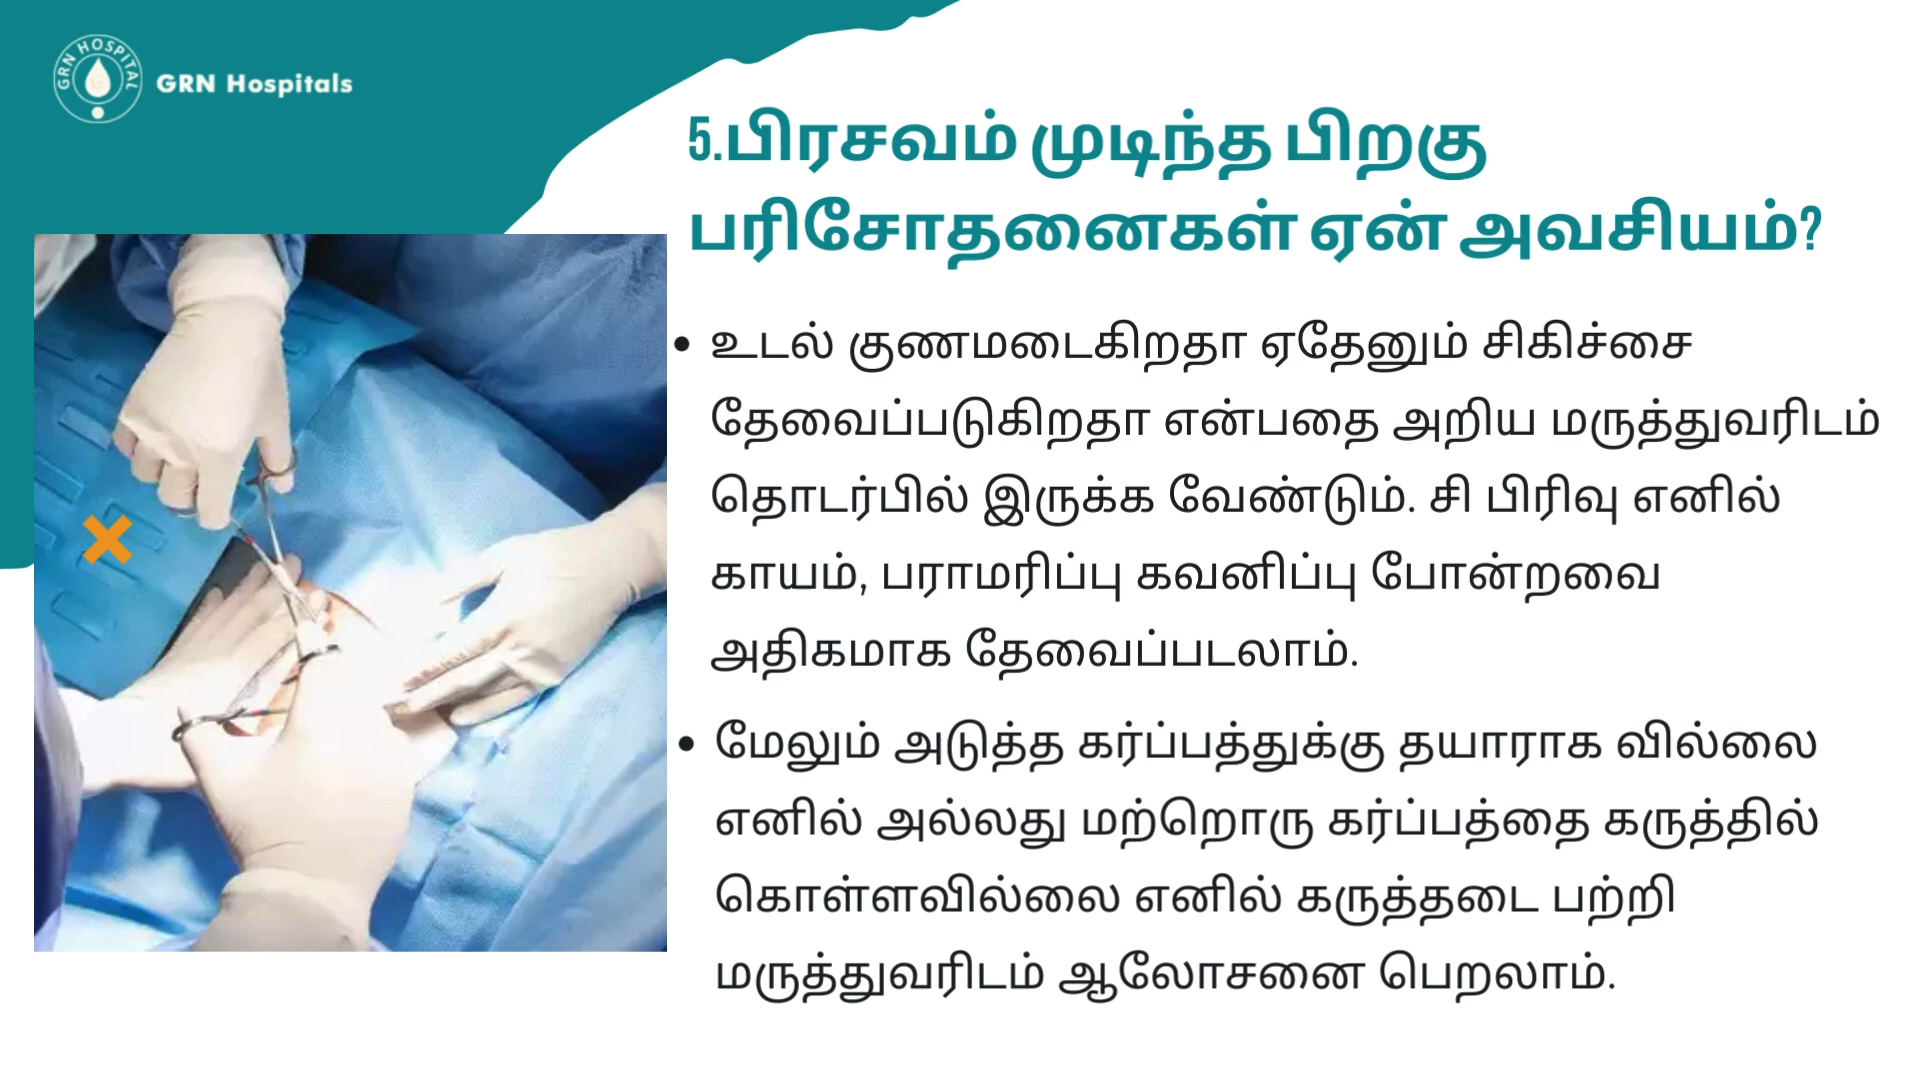 GRN HOSPITAL
GRN Hospitals
5.பிரசவம் முடிந்த பிறகு
பரிசோதனைகள் ஏன் அவசியம்?
• உடல் குணமடைகிறதா ஏதேனும் சிகிச்சை
தேவைப்படுகிறதா என்பதை அறிய மருத்துவரிடம்
தொடர்பில் இருக்க வேண்டும். சி பிரிவு எனில்
காயம், பராமரிப்பு கவனிப்பு போன்றவை
அதிகமாக தேவைப்படலாம்.
• மேலும் அடுத்த கர்ப்பத்துக்கு தயாராக வில்லை
எனில் அல்லது மற்றொரு கர்ப்பத்தை கருத்தில்
கொள்ளவில்லை எனில் கருத்தடை பற்றி
மருத்துவரிடம் ஆலோசனை பெறலாம்.